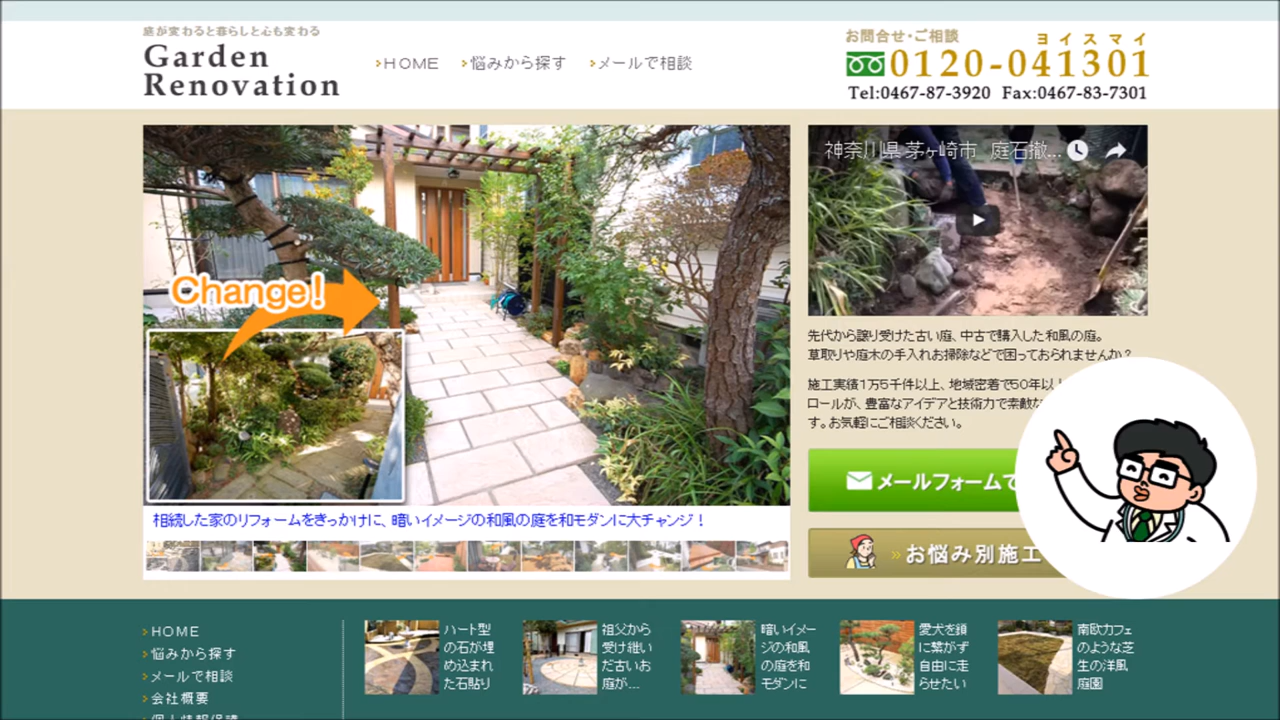 庭が変わると暮らしと心も変わる
Garden
Renovation
HOME
悩みから探す
メールで相談
お問合せ・ご相談
ヨイスマイ
0120-041301
Tel:0467-87-3920 Fax:0467-83-7301
Change!
相続した家のリフォームをきっかけに、暗いイメージの和風の庭を和モダンに大チャンジ！
神奈川県 茅ヶ崎市 庭石撤...
先代から譲り受けた古い庭、中古で購入した和風の庭。
草取りや庭木の手入れお掃除などで困っておられませんか？
施工実績1万5千件以上、地域密着で50年以
ロールが、豊富なアイデアと技術力で素敵な
す。お気軽にご相談ください。
メールフォームで
お悩み別施工
HOME
悩みから探す
メールで相談
会社概要
個人情報保護
ハート型
の石が埋
め込まれ
た石貼り
祖父から
受け継い
だ古いお
庭が...
暗いイメー
ジの和風
の庭を和
モダンに
愛犬を鎖
に繋がず
自由に走
らせたい
南欧カフェ
のような芝
生の洋風
庭園